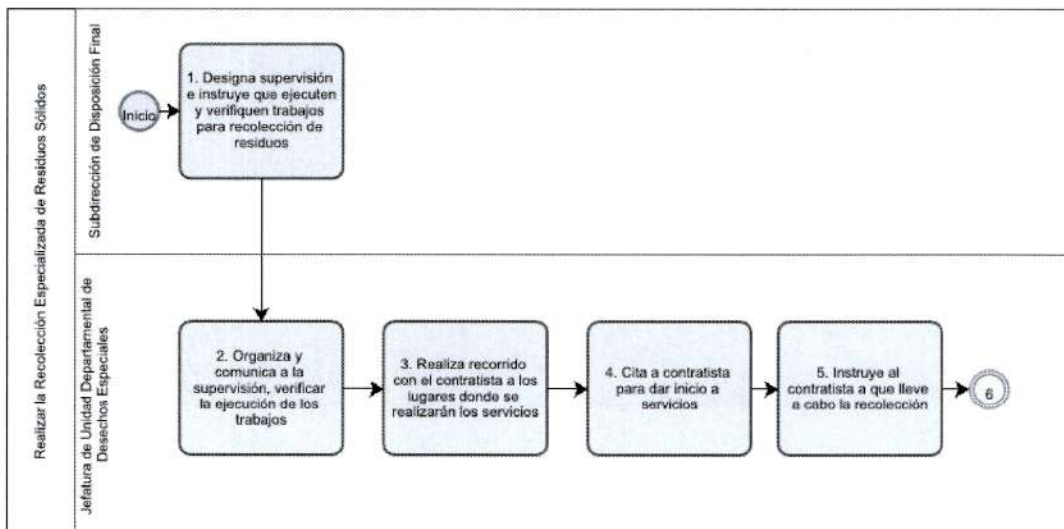 Realizar la Recolección Especializada de Residuos Sólidos
Subdirección de Disposición Final
Inicio
1. Designa supervisión
e instruye que ejecuten
y verifiquen trabajos
para recolección de
residuos
Jefatura de Unidad Departamental de
Desechos Especiales
2. Organiza y
comunica a la
supervisión, verificar
la ejecución de los
trabajos
3. Realiza recorrido
con el contratista a los
lugares donde se
realizarán los servicios
4. Cita a contratista
para dar inicio a
servicios
5. Instruye al
contratista a que lleve
a cabo la recolección
6